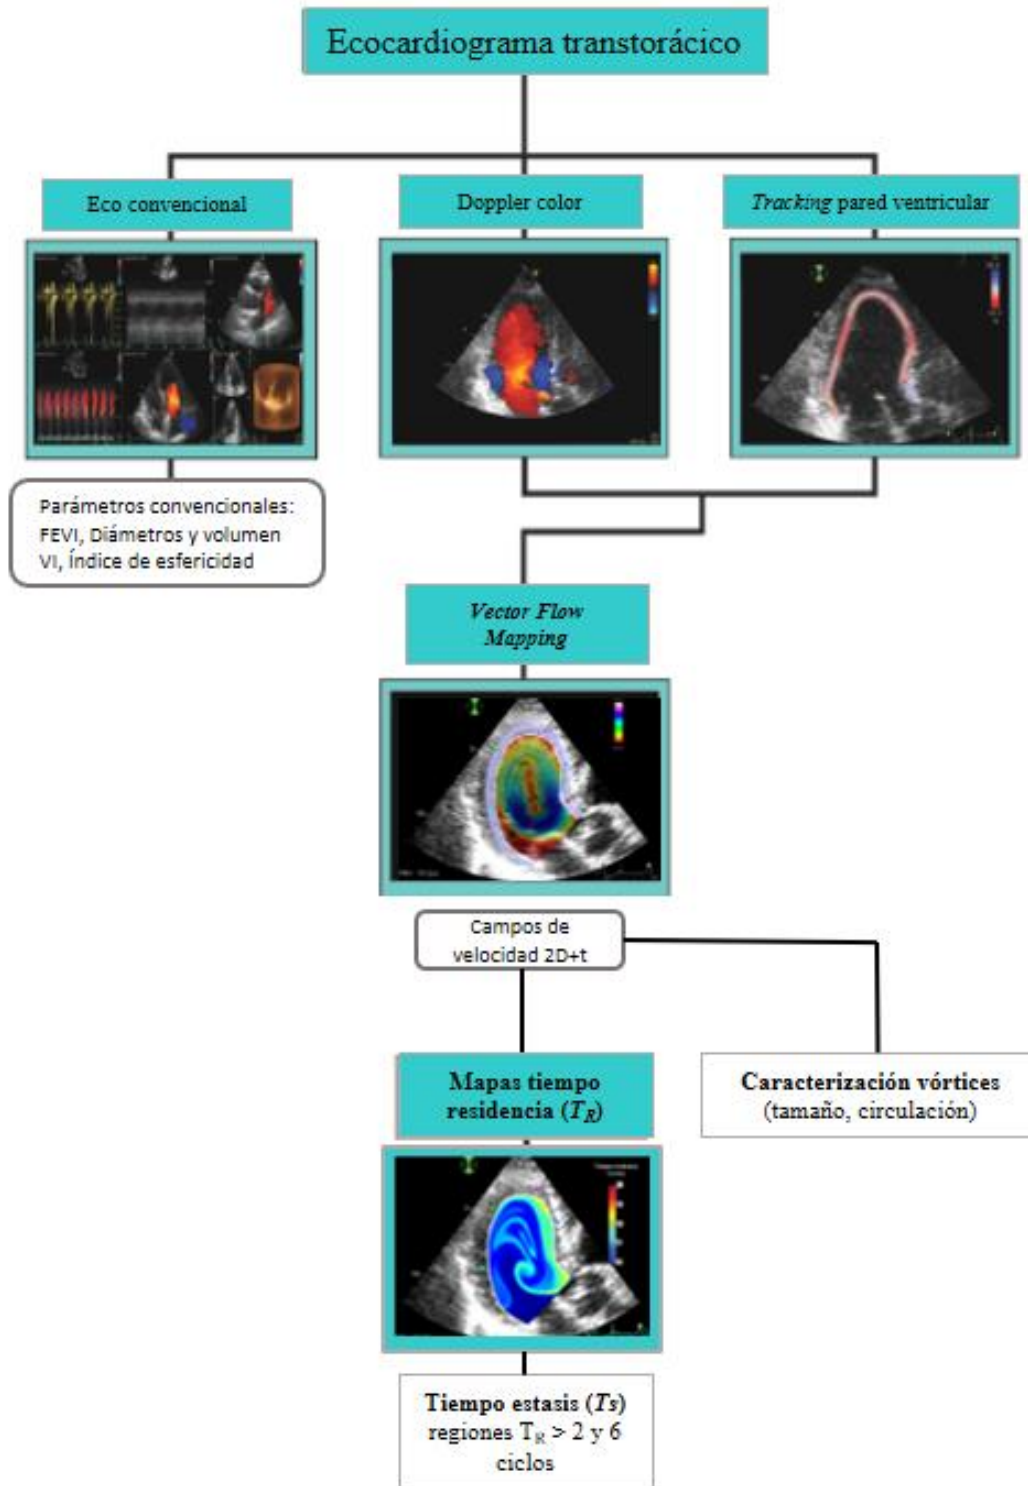 Ecocardiograma transtorácico
Eco convencional
Doppler color
Tracking pared ventricular
Parámetros convencionales:
FEVI, Diámetros y volumen
VI, Índice de esfericidad
Vector Flow
Mapping
Campos de
velocidad 2D+t
Mapas tiempo
residencia (T_R)
Caracterización vórtices
(tamaño, circulación)
Tiempo estasis (Ts)
regiones T_R > 2 y 6
ciclos